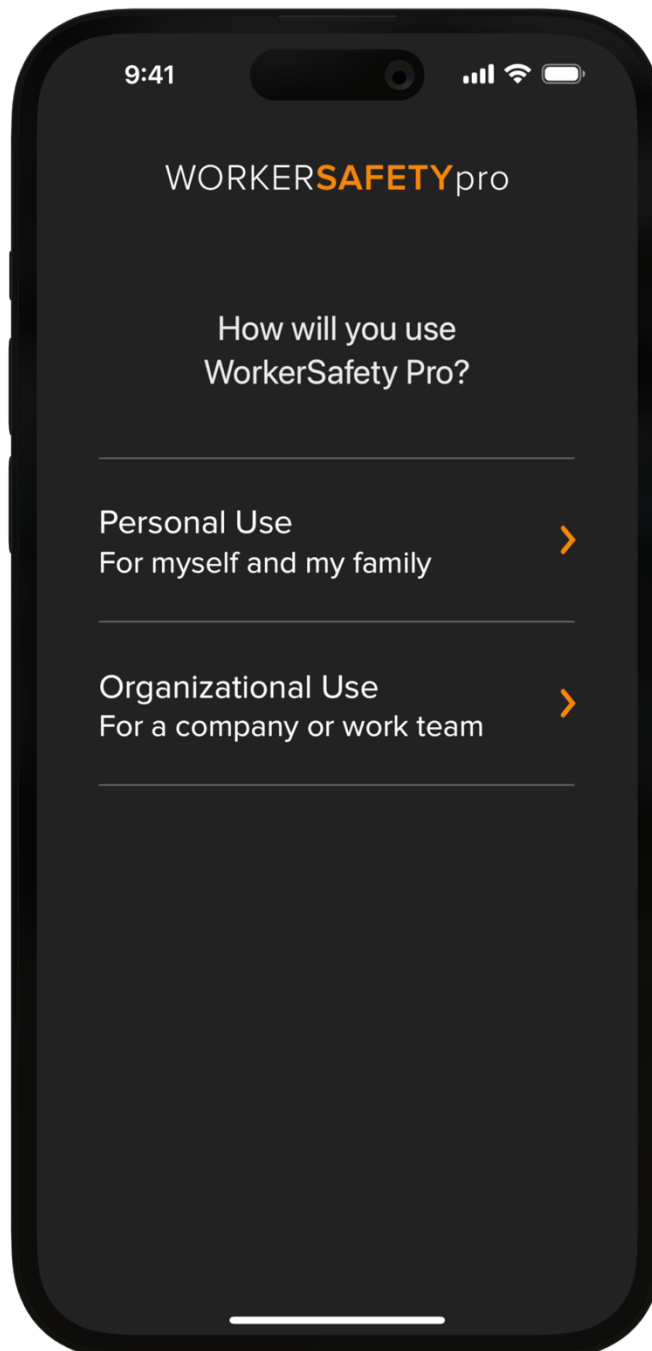 9:41
WORKERSAFETYpro
How will you use
WorkerSafety Pro?
Personal Use
For myself and my family
Organizational Use
For a company or work team